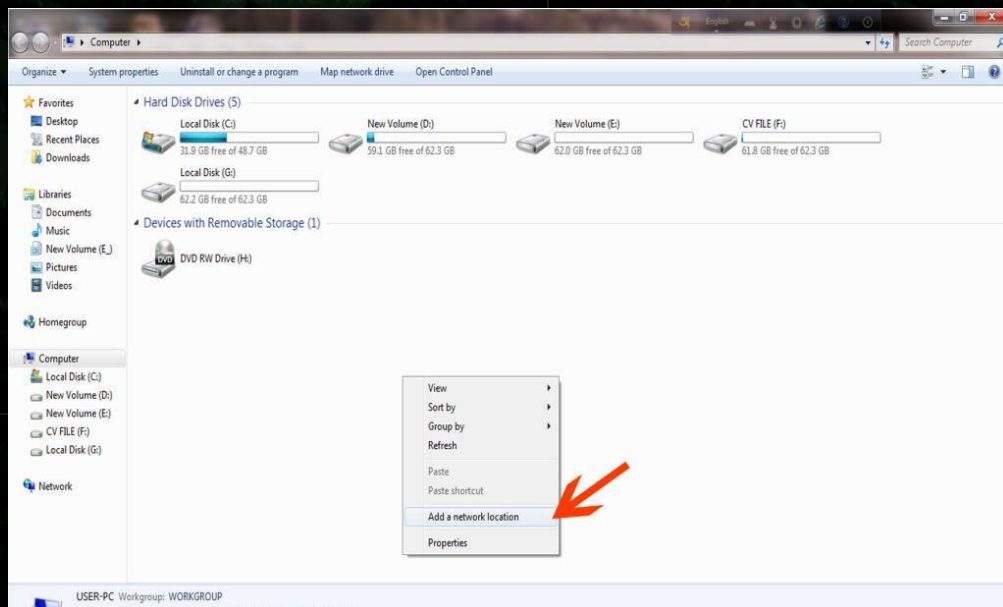 English
Computer
Search Computer
Organize
System properties
Uninstall or change a program
Map network drive
Open Control Panel
Favorites
Desktop
Recent Places
Downloads
Libraries
Documents
Music
New Volume (E_)
Pictures
Videos
Homegroup
Computer
Local Disk (C:)
New Volume (D:)
New Volume (E:)
CV FILE (F:)
Local Disk (G:)
Network
Hard Disk Drives (5)
Local Disk (C:)
31.9 GB free of 48.7 GB
New Volume (D:)
59.1 GB free of 62.3 GB
New Volume (E:)
62.0 GB free of 62.3 GB
CV FILE (F:)
61.8 GB free of 62.3 GB
Local Disk (G:)
62.2 GB free of 62.3 GB
Devices with Removable Storage (1)
DVD
DVD RW Drive (H:)
View
Sort by
Group by
Refresh
Paste
Paste shortcut
Add a network location
Properties
USER-PC Workgroup: WORKGROUP